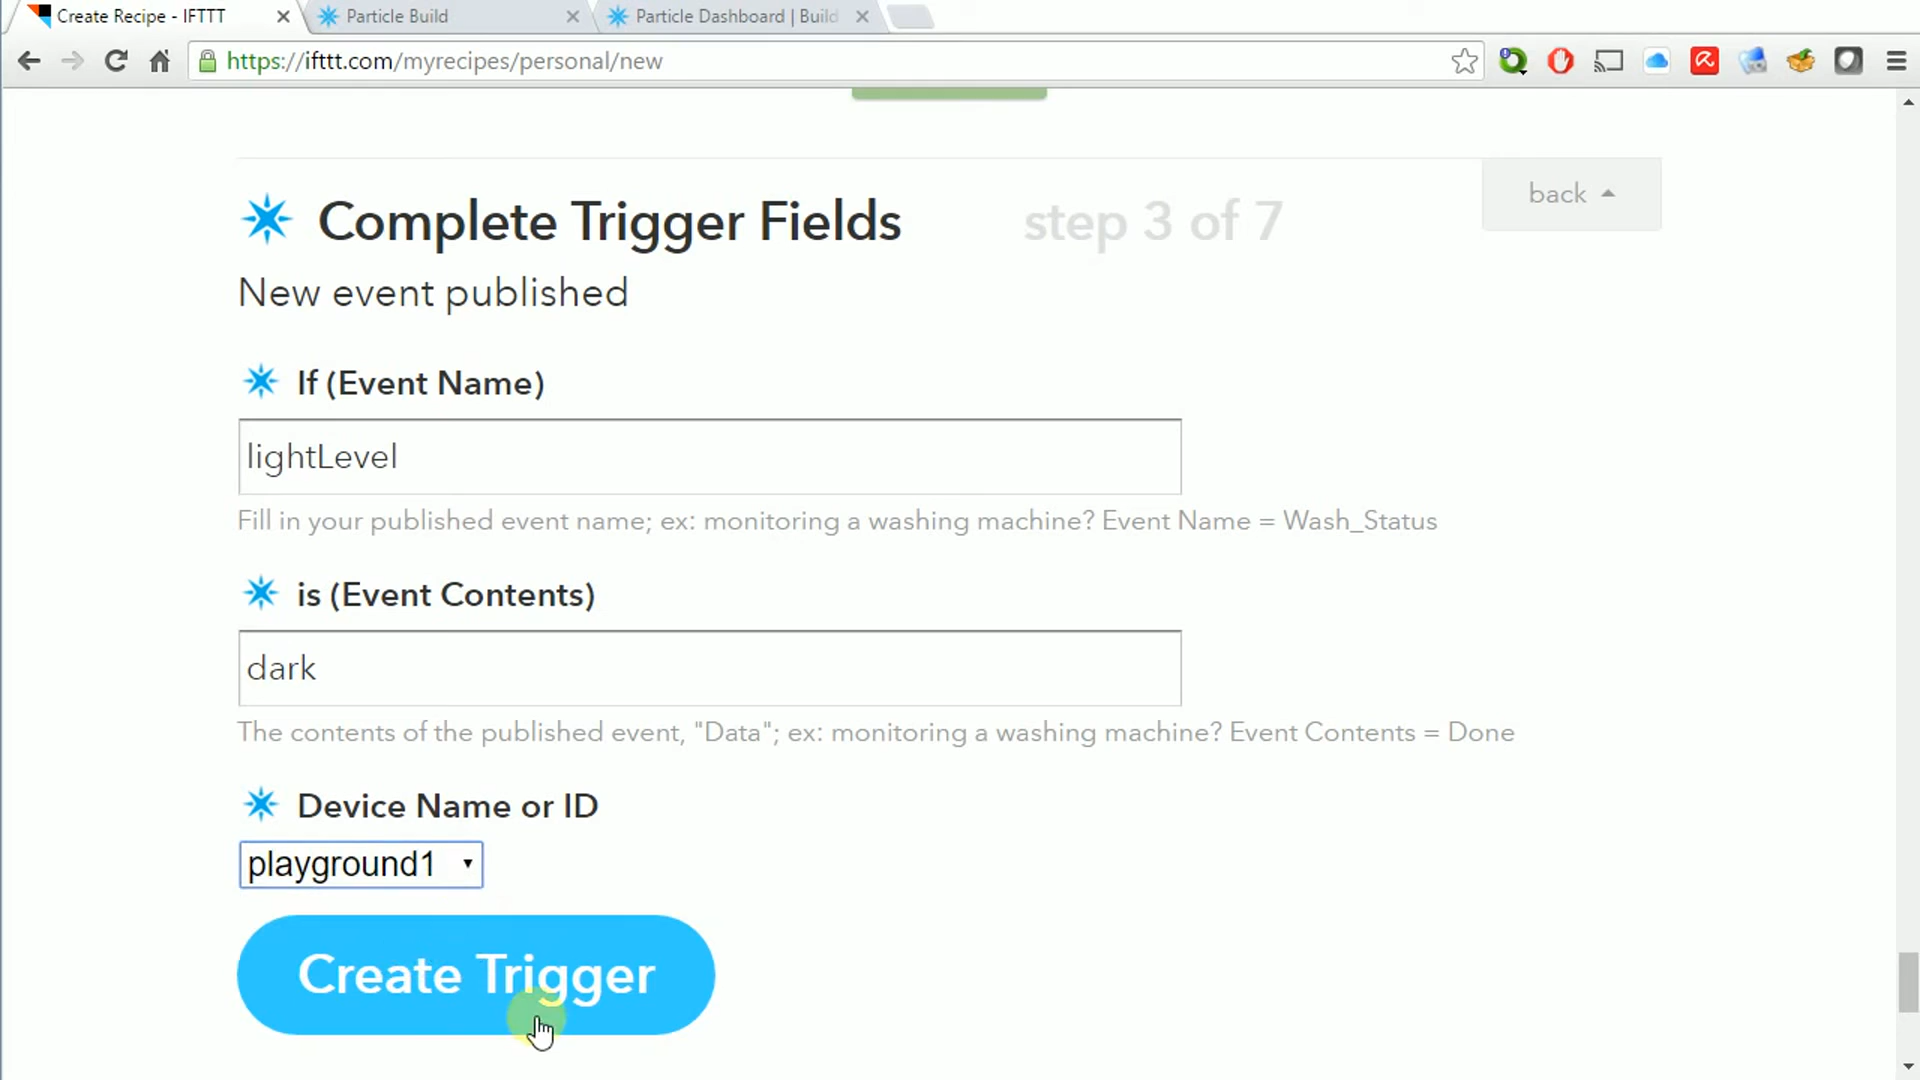 Create Recipe - IFTTT
Particle Build
Particle Dashboard | Build
https://ifttt.com/myrecipes/personal/new
Complete Trigger Fields
step 3 of 7
back
New event published
If (Event Name)
lightLevel
Fill in your published event name; ex: monitoring a washing machine? Event Name = Wash_Status
is (Event Contents)
dark
The contents of the published event, "Data"; ex: monitoring a washing machine? Event Contents = Done
Device Name or ID
playground1
Create Trigger